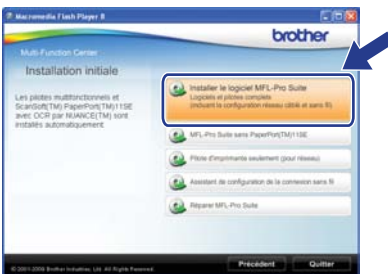 Macromedia Flash Player 8
brother
Multi-Function Center
Installation initiale
Les pilotes multifonctionnels et
ScanSoft(TM) PaperPort(TM)11SE
avec OCR par NUANCE(TM) sont
installés automatiquement.
Installer le logiciel MFL-Pro Suite
Logiciels et pilotes complets
(incluant la configuration réseau câblé et sans fil)
MFL-Pro Suite sans PaperPort(TM)11SE
Pilote d'imprimante seulement (pour réseau)
Assistant de configuration de la connexion sans fil
Réparer MFL-Pro Suite
© 2001-2008 Brother Industries, Ltd. All Rights Reserved.
Précédent
Quitter